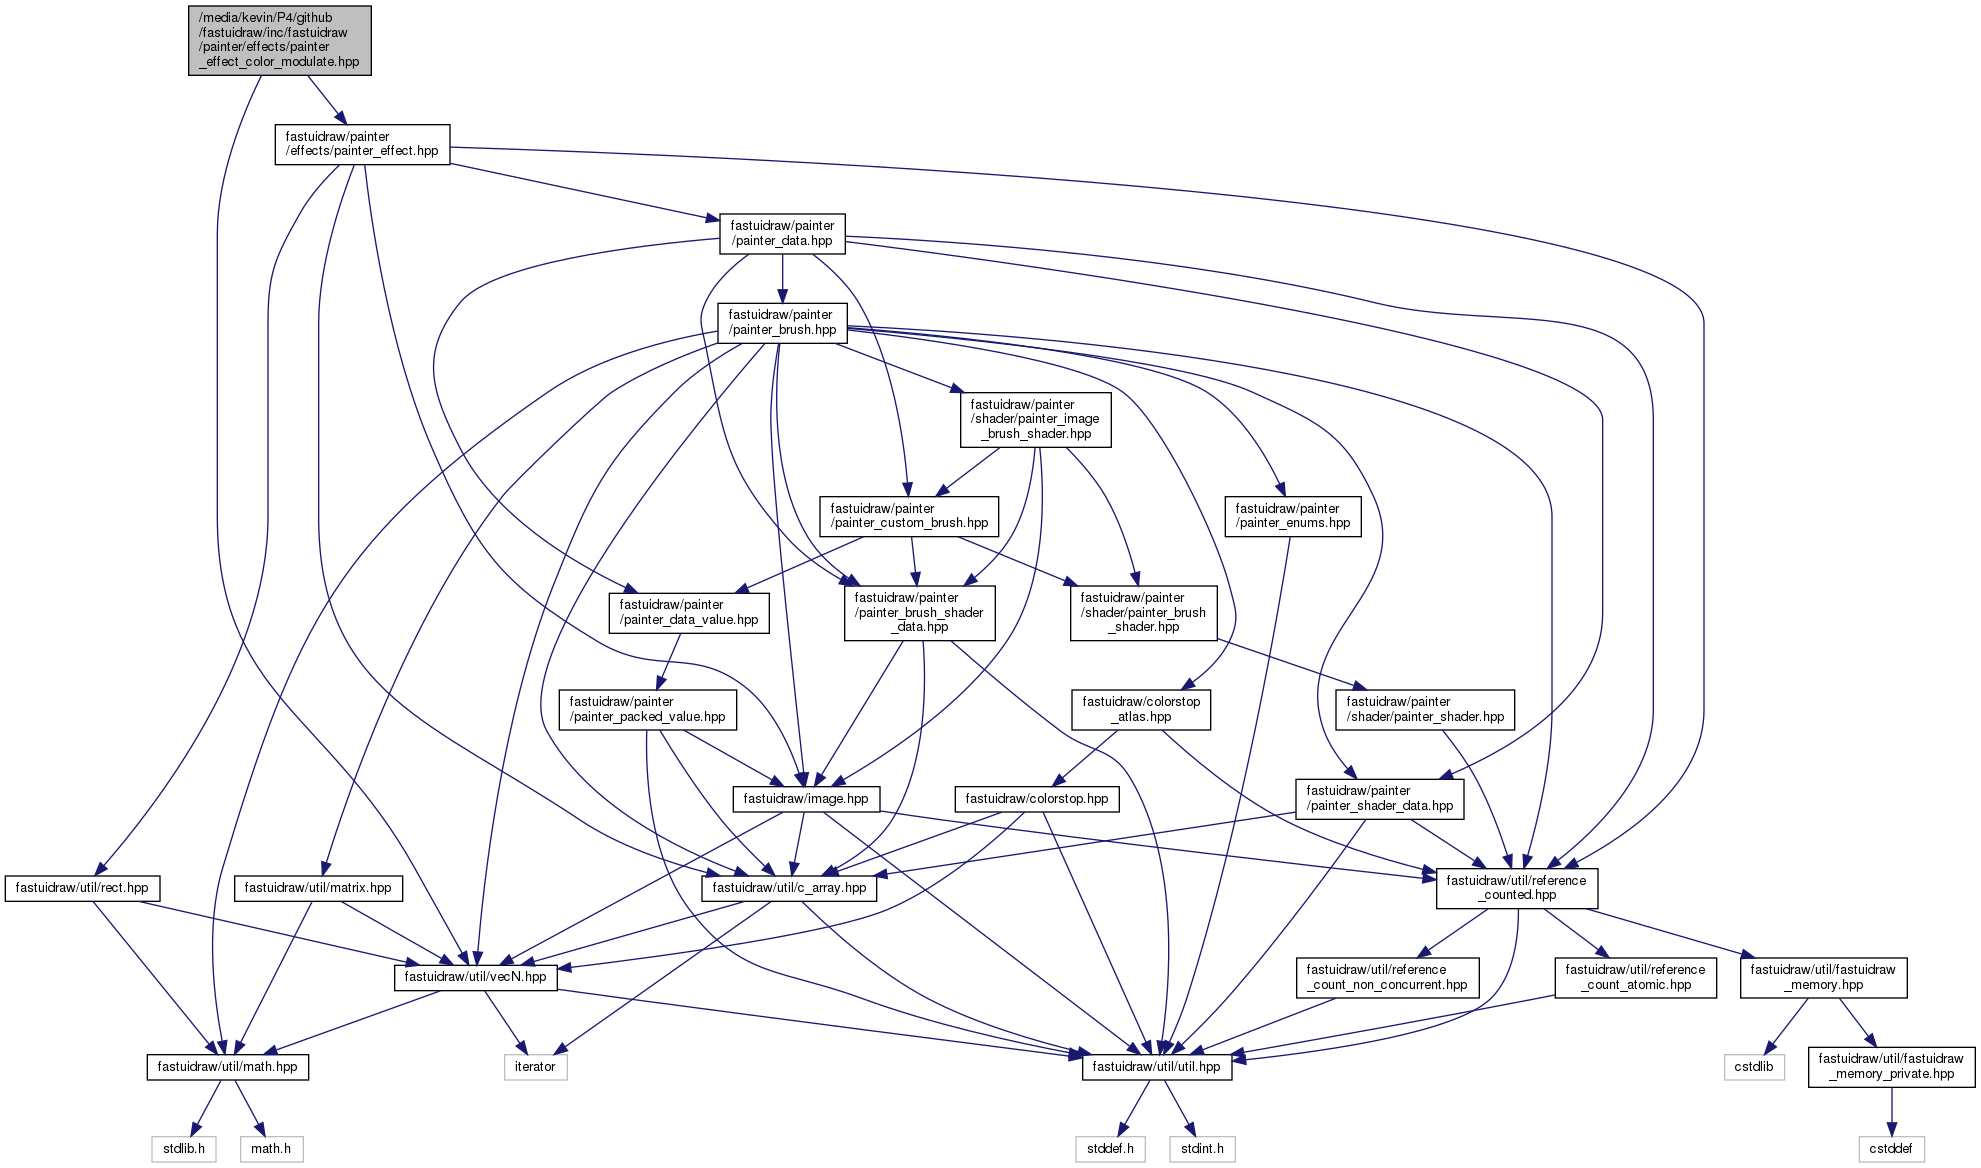 /media/kevin/P4/github
/fastuidraw/inc/fastuidraw
/painter/effects/painter
_effect_color_modulate.hpp
fastuidraw/painter
/effects/painter_effect.hpp
fastuidraw/painter
/painter_data.hpp
fastuidraw/painter
/painter_brush.hpp
fastuidraw/painter
/shader/painter_image
_brush_shader.hpp
fastuidraw/painter
/painter_custom_brush.hpp
fastuidraw/painter
/painter_enums.hpp
fastuidraw/painter
/painter_data_value.hpp
fastuidraw/painter
/painter_brush_shader
_data.hpp
fastuidraw/painter
/shader/painter_brush
_shader.hpp
fastuidraw/painter
/painter_packed_value.hpp
fastuidraw/colorstop
_atlas.hpp
fastuidraw/painter
/shader/painter_shader.hpp
fastuidraw/image.hpp
fastuidraw/colorstop.hpp
fastuidraw/painter
/painter_shader_data.hpp
fastuidraw/util/rect.hpp
fastuidraw/util/matrix.hpp
fastuidraw/util/c_array.hpp
fastuidraw/util/reference
_counted.hpp
fastuidraw/util/vecN.hpp
fastuidraw/util/reference
_count_non_concurrent.hpp
fastuidraw/util/reference
_count_atomic.hpp
fastuidraw/util/fastuidraw
_memory.hpp
fastuidraw/util/math.hpp
iterator
fastuidraw/util/util.hpp
cstdlib
fastuidraw/util/fastuidraw
_memory_private.hpp
stdlib.h
math.h
stddef.h
stdint.h
cstddef